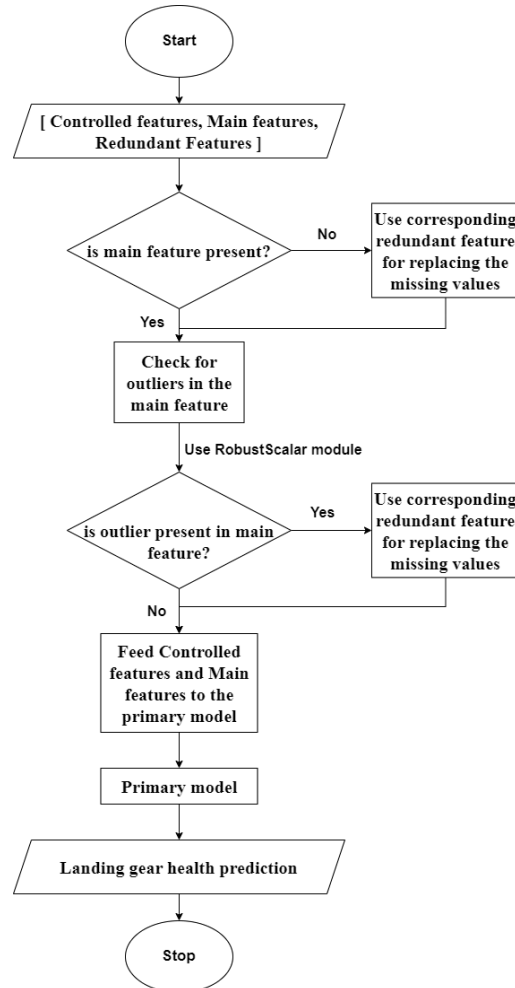 Start
[ Controlled features, Main features,
Redundant Features ]
is main feature present?
No
Use corresponding
redundant feature
for replacing the
missing values
Yes
Check for
outliers in the
main feature
Use RobustScalar module
is outlier present in main
feature?
Yes
Use corresponding
redundant feature
for replacing the
missing values
No
Feed Controlled
features and Main
features to the
primary model
Primary model
Landing gear health prediction
Stop